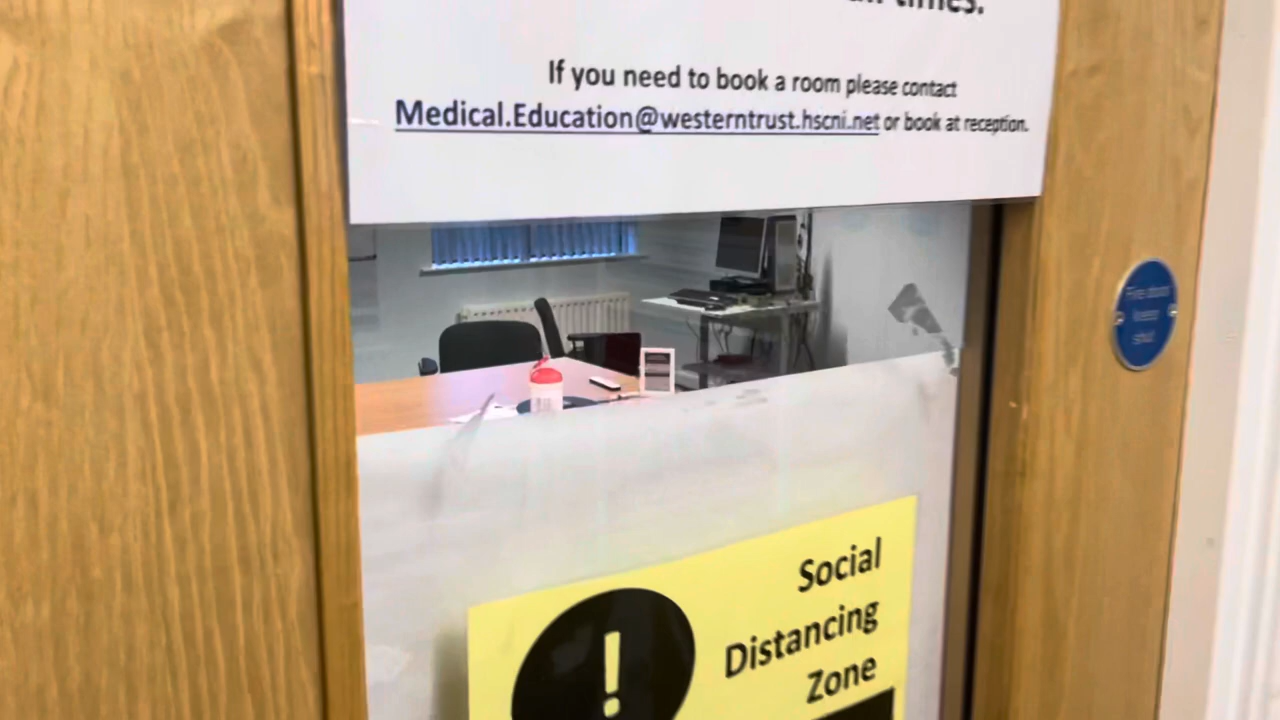 times.
If you need to book a room please contact
Medical.Education@westerntrust.hscni.net or book at reception.
Fire door
keep
shut
!
Social
Distancing
Zone